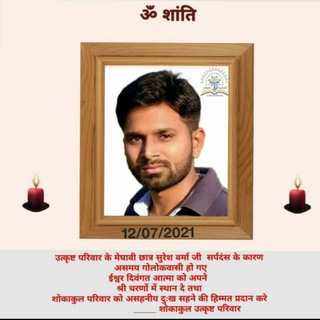 ॐ शांति
12/07/2021
उत्कृष्ट परिवार के मेघावी छात्र सुरेश वर्मा जी सर्पदंस के कारण
असमय गोलोकवासी हो गए
ईश्वर दिवंगत आत्मा को अपने
श्री चरणों में स्थान दे तथा
शोकाकुल परिवार को असहनीय दुःख सहने की हिम्मत प्रदान करे
_____ शोकाकुल उत्कृष्ट परिवार